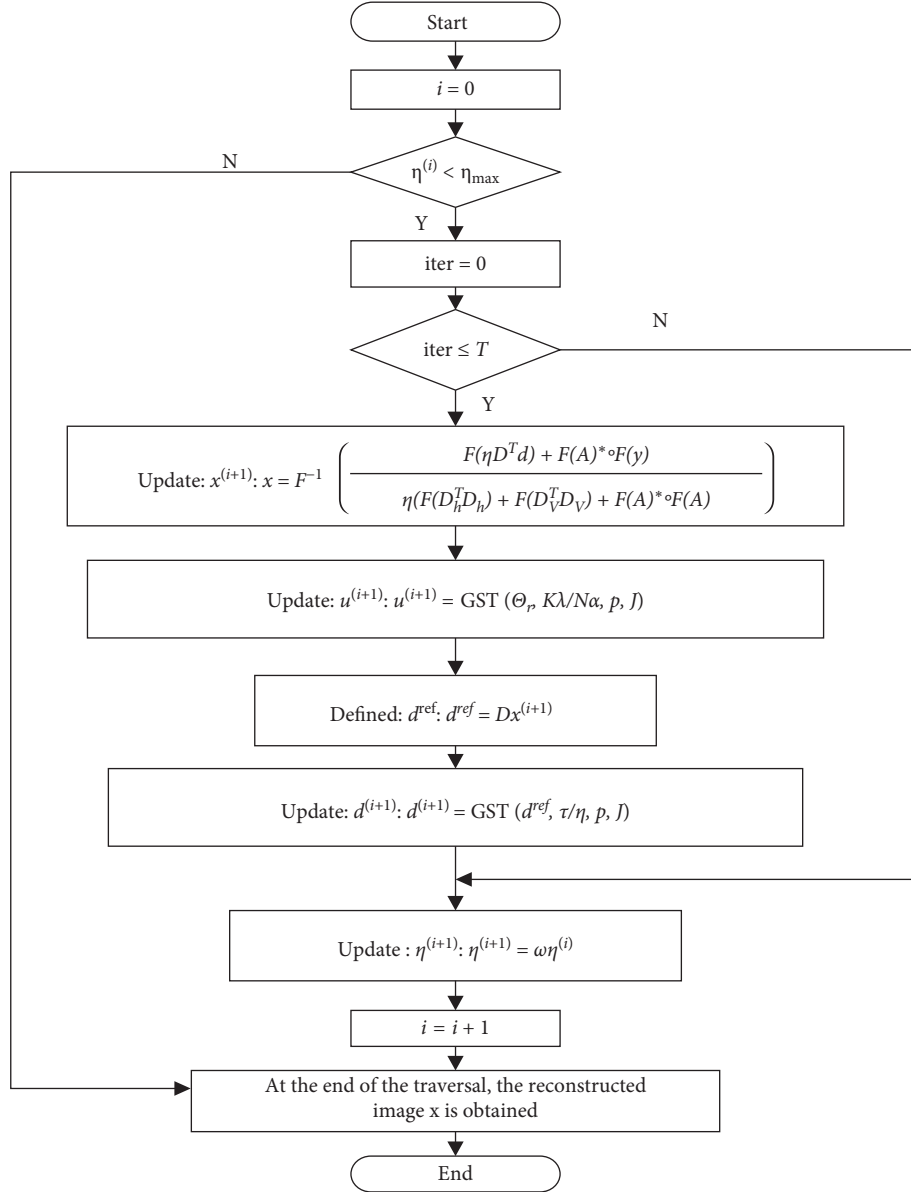 Start
i = 0
N
η^(i) < η_max
Y
iter = 0
N
iter ≤ T
Y
Update: x^(i+1): x = F^−1 ( F(ηD^T d) + F(A)^*∘F(y) / η(F(D_h^T D_h) + F(D_V^T D_V) + F(A)^*∘F(A) )
Update: u^(i+1): u^(i+1) = GST (Θ_r, Kλ/Nα, p, J)
Defined: d^ref: d^ref = Dx^(i+1)
Update: d^(i+1): d^(i+1) = GST (d^ref, τ/η, p, J)
Update : η^(i+1): η^(i+1) = ωη^(i)
i = i + 1
At the end of the traversal, the reconstructed
image x is obtained
End